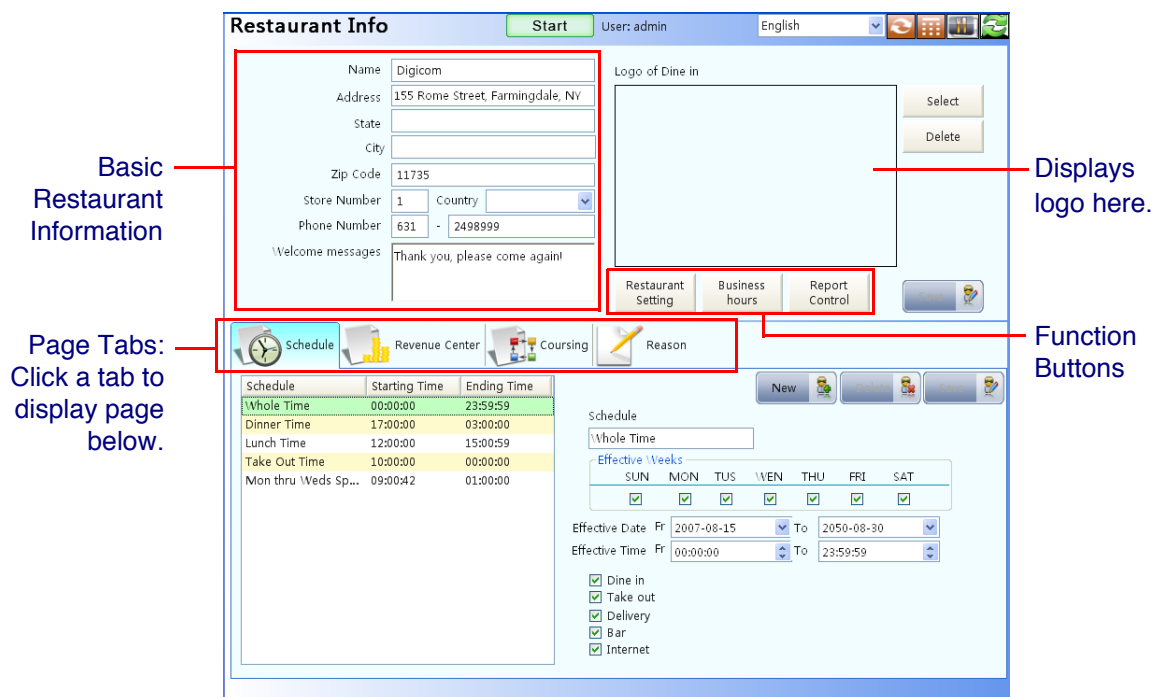 Restaurant Info
Start
User: admin
English
Name Digicom
Address 155 Rome Street, Farmingdale, NY
State
City
Zip Code 11735
Store Number 1 Country
Phone Number 631 - 2498999
Welcome messages Thank you, please come again!
Logo of Dine in
Select
Delete
Restaurant Setting
Business hours
Report Control
Save
Basic
Restaurant
Information
Displays
logo here.
Function
Buttons
Page Tabs:
Click a tab to
display page
below.
Schedule
Revenue Center
Coursing
Reason
Schedule Starting Time Ending Time
Whole Time 00:00:00 23:59:59
Dinner Time 17:00:00 03:00:00
Lunch Time 12:00:00 15:00:59
Take Out Time 10:00:00 00:00:00
Mon thru Weds Sp... 09:00:42 01:00:00
New
Delete
Save
Schedule
Whole Time
Effective Weeks
SUN MON TUS WEN THU FRI SAT
Effective Date Fr 2007-08-15 To 2050-08-30
Effective Time Fr 00:00:00 To 23:59:59
Dine in
Take out
Delivery
Bar
Internet